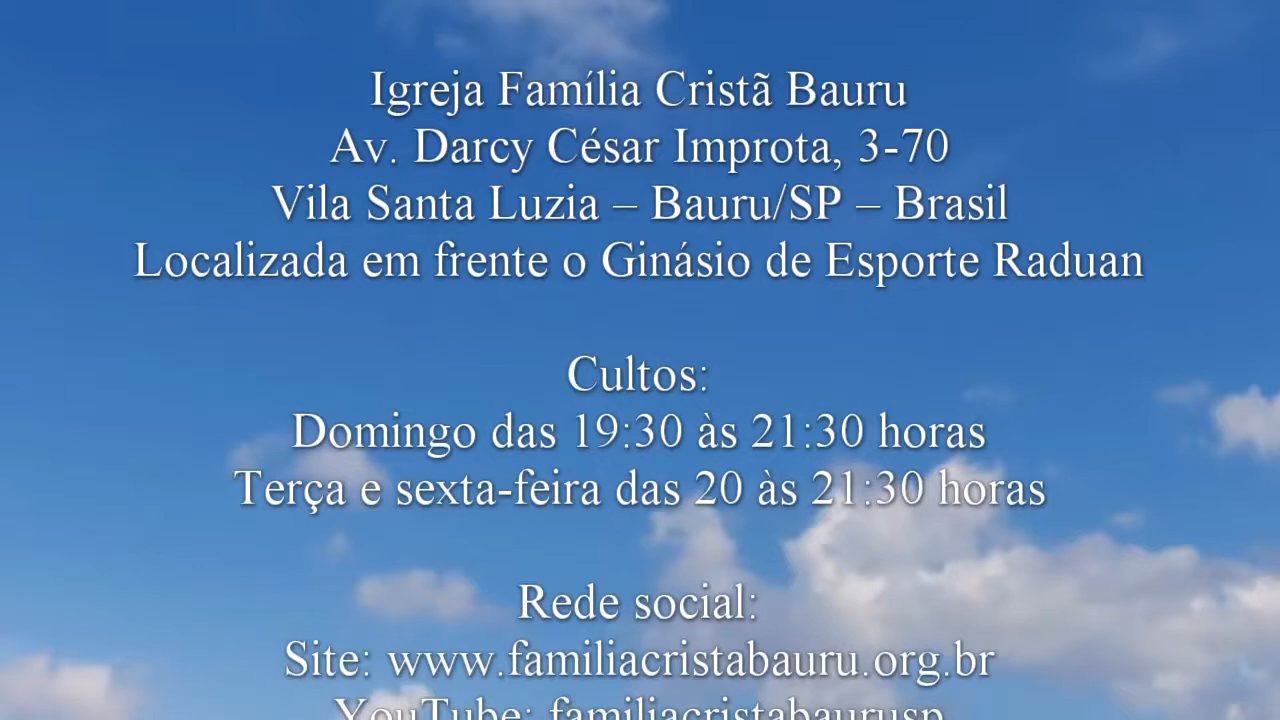 Igreja Família Cristã Bauru
Av. Darcy César Improta, 3-70
Vila Santa Luzia – Bauru/SP – Brasil
Localizada em frente o Ginásio de Esporte Raduan
Cultos:
Domingo das 19:30 às 21:30 horas
Terça e sexta-feira das 20 às 21:30 horas
Rede social:
Site: www.familiacristabauru.org.br
YouTube: familiacristabaurusp